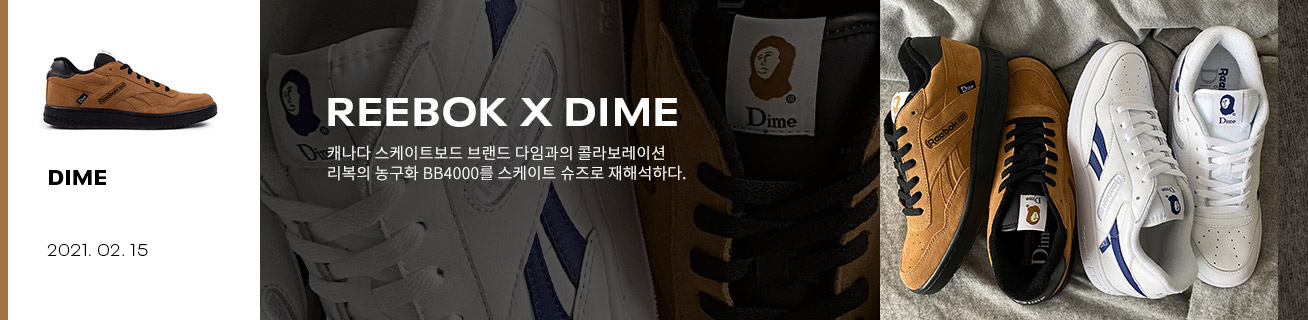 DIME
2021. 02. 15
REEBOK X DIME
캐나다 스케이트보드 브랜드 다임과의 콜라보레이션
리복의 농구화 BB4000를 스케이트 슈즈로 재해석하다.
Dime
Dime
Reebok
Dime
Dime